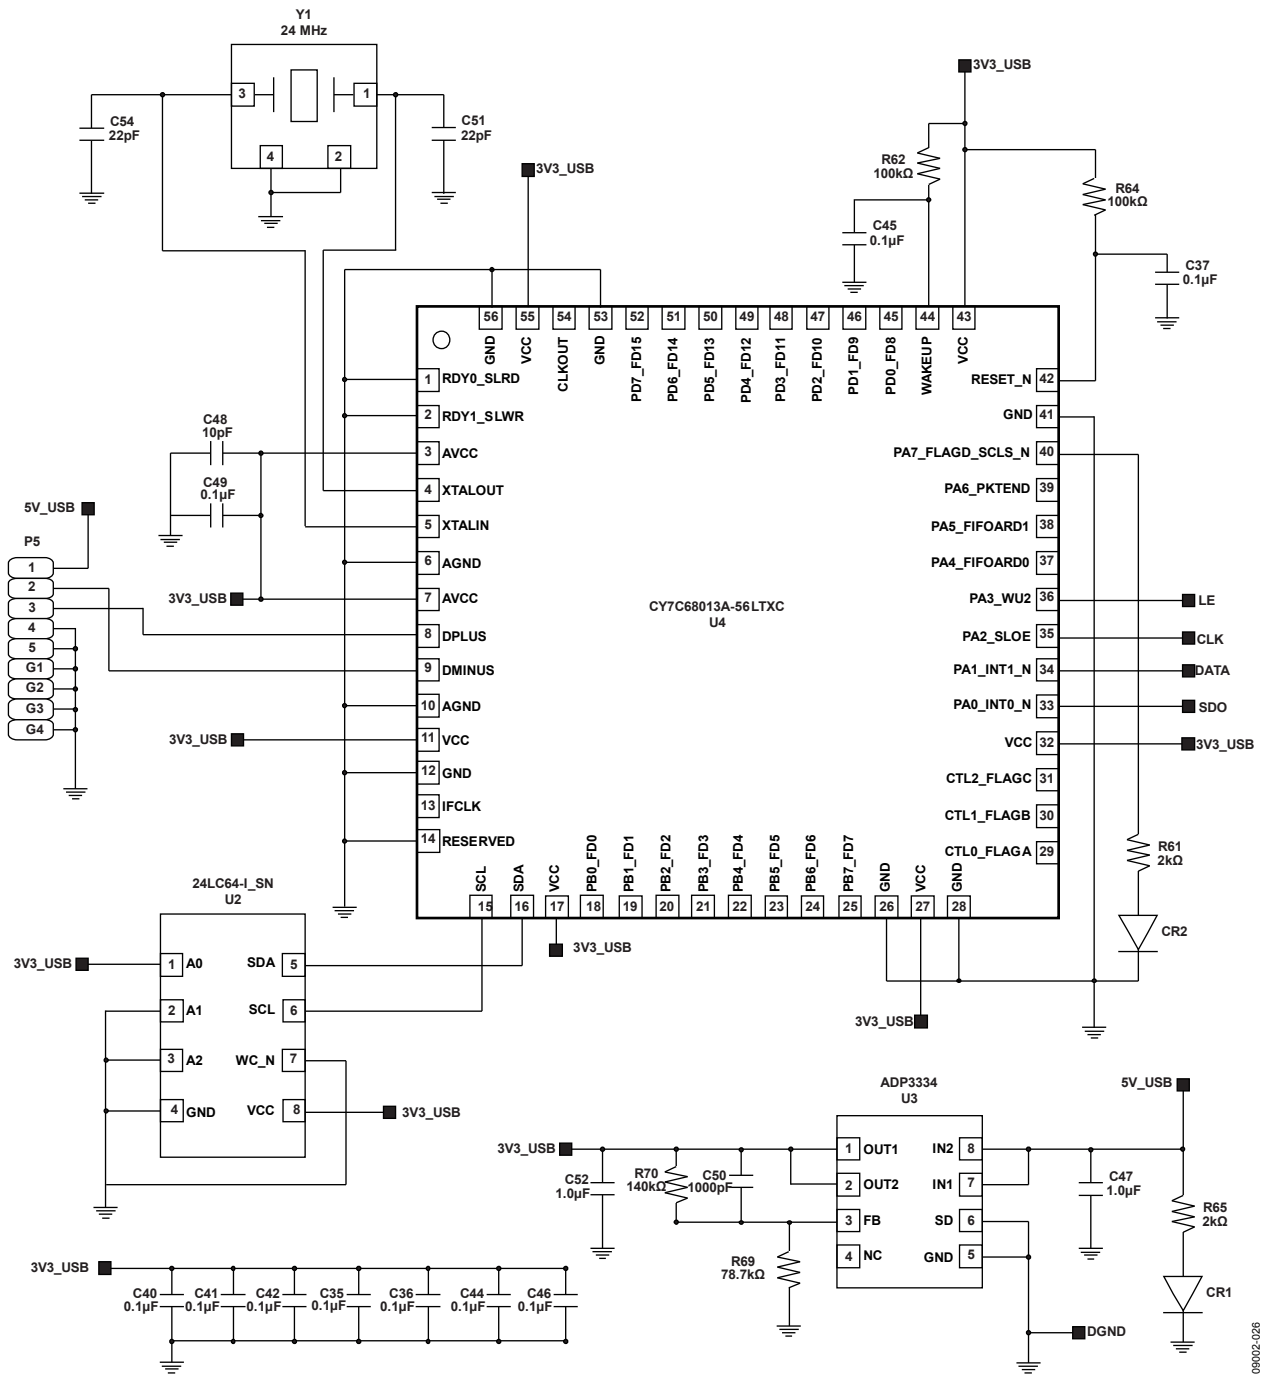 Y1
24 MHz
3
1
4
2
C54
22pF
C51
22pF
3V3_USB
3V3_USB
R62
100kΩ
R64
100kΩ
C45
0.1µF
C37
0.1µF
56
55
54
53
52
51
50
49
48
47
46
45
44
43
GND
VCC
CLKOUT
GND
PD7_FD15
PD6_FD14
PD5_FD13
PD4_FD12
PD3_FD11
PD2_FD10
PD1_FD9
PD0_FD8
WAKEUP
VCC
1 RDY0_SLRD
2 RDY1_SLWR
3 AVCC
4 XTALOUT
5 XTALIN
6 AGND
7 AVCC
8 DPLUS
9 DMINUS
10 AGND
11 VCC
12 GND
13 IFCLK
14 RESERVED
RESET_N 42
GND 41
PA7_FLAGD_SCLS_N 40
PA6_PKTEND 39
PA5_FIFOARD1 38
PA4_FIFOARD0 37
PA3_WU2 36
PA2_SLOE 35
PA1_INT1_N 34
PA0_INT0_N 33
VCC 32
CTL2_FLAGC 31
CTL1_FLAGB 30
CTL0_FLAGA 29
CY7C68013A-56LTXC
U4
LE
CLK
DATA
SDO
3V3_USB
C48
10pF
C49
0.1µF
5V_USB
P5
1
2
3
4
5
G1
G2
G3
G4
3V3_USB
3V3_USB
SCL
SDA
VCC
PB0_FD0
PB1_FD1
PB2_FD2
PB3_FD3
PB4_FD4
PB5_FD5
PB6_FD6
PB7_FD7
GND
VCC
GND
15
16
17
18
19
20
21
22
23
24
25
26
27
28
3V3_USB
3V3_USB
R61
2kΩ
CR2
24LC64-I_SN
U2
3V3_USB
1 A0
2 A1
3 A2
4 GND
SDA 5
SCL 6
WC_N 7
VCC 8
3V3_USB
ADP3334
U3
5V_USB
3V3_USB
C52
1.0µF
R70
140kΩ
C50
1000pF
R69
78.7kΩ
1 OUT1
2 OUT2
3 FB
4 NC
IN2 8
IN1 7
SD 6
GND 5
C47
1.0µF
R65
2kΩ
CR1
DGND
3V3_USB
C40
0.1µF
C41
0.1µF
C42
0.1µF
C35
0.1µF
C36
0.1µF
C44
0.1µF
C46
0.1µF
09002-026